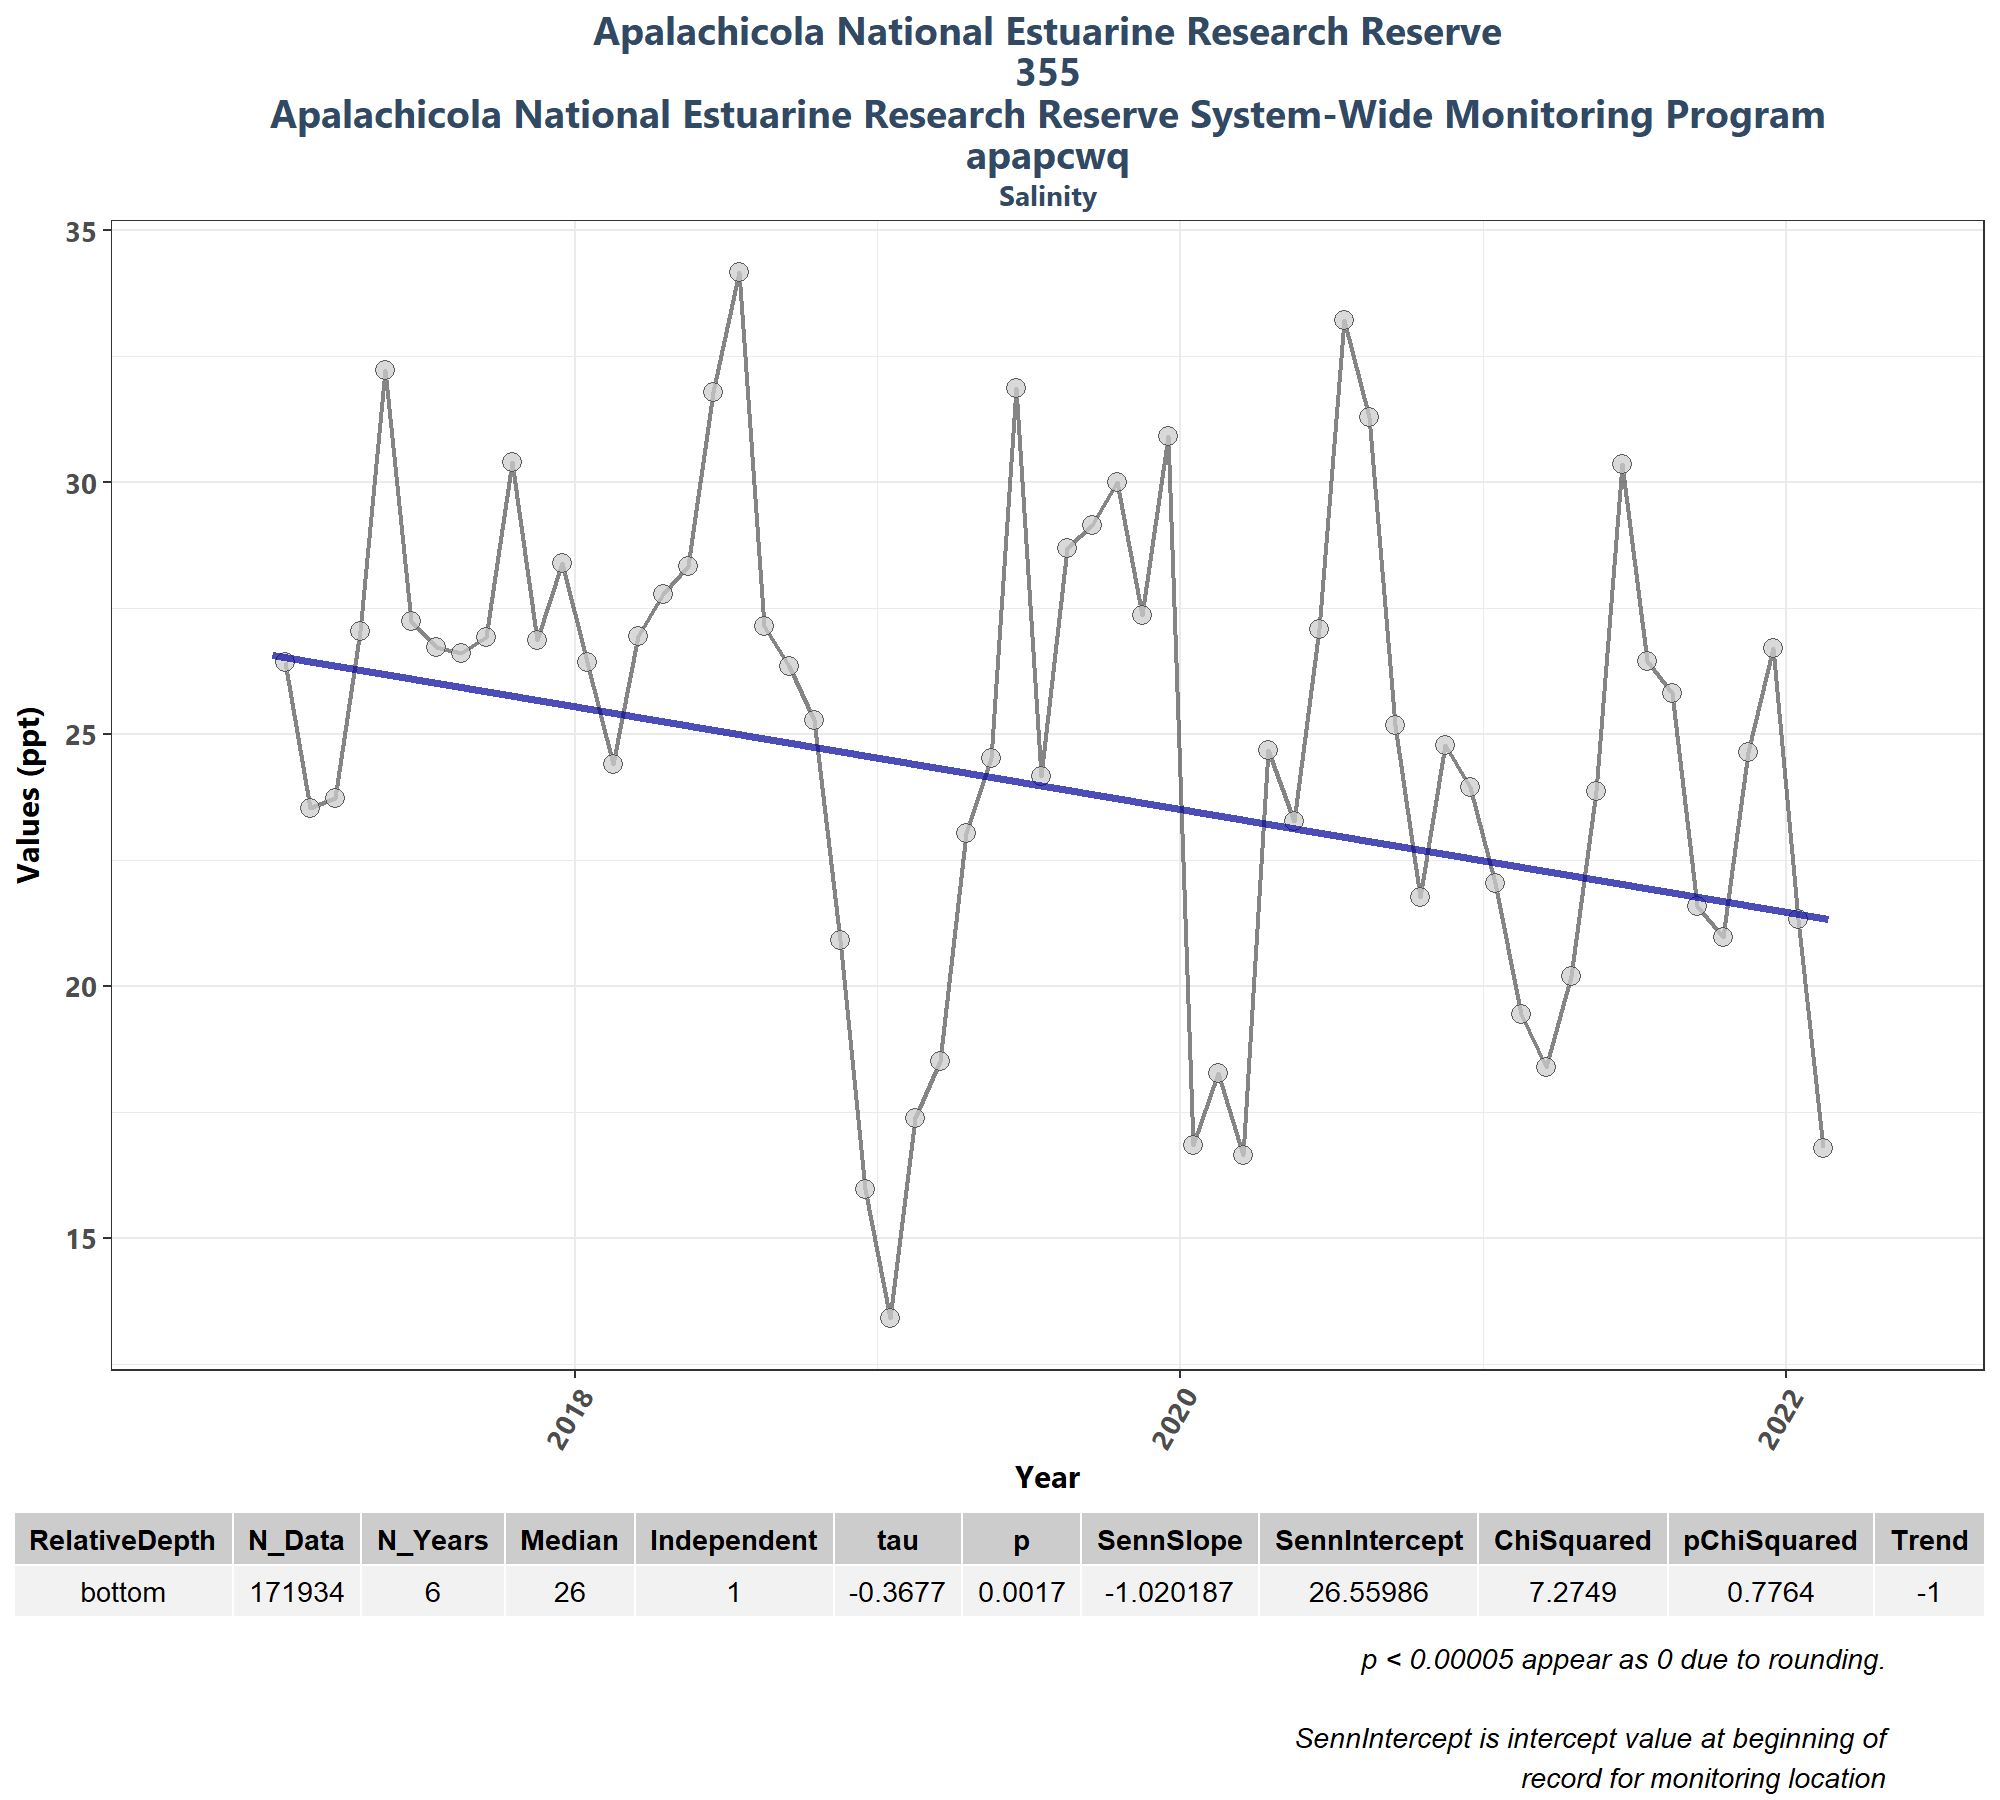 Apalachicola National Estuarine Research Reserve
355
Apalachicola National Estuarine Research Reserve System-Wide Monitoring Program
apapcwq
Salinity
35
30
25
20
15
Values (ppt)
2018
2020
2022
Year
RelativeDepth N_Data N_Years Median Independent tau p SennSlope SennIntercept ChiSquared pChiSquared Trend
bottom 171934 6 26 1 -0.3677 0.0017 -1.020187 26.55986 7.2749 0.7764 -1
p < 0.00005 appear as 0 due to rounding.
SennIntercept is intercept value at beginning of
record for monitoring location